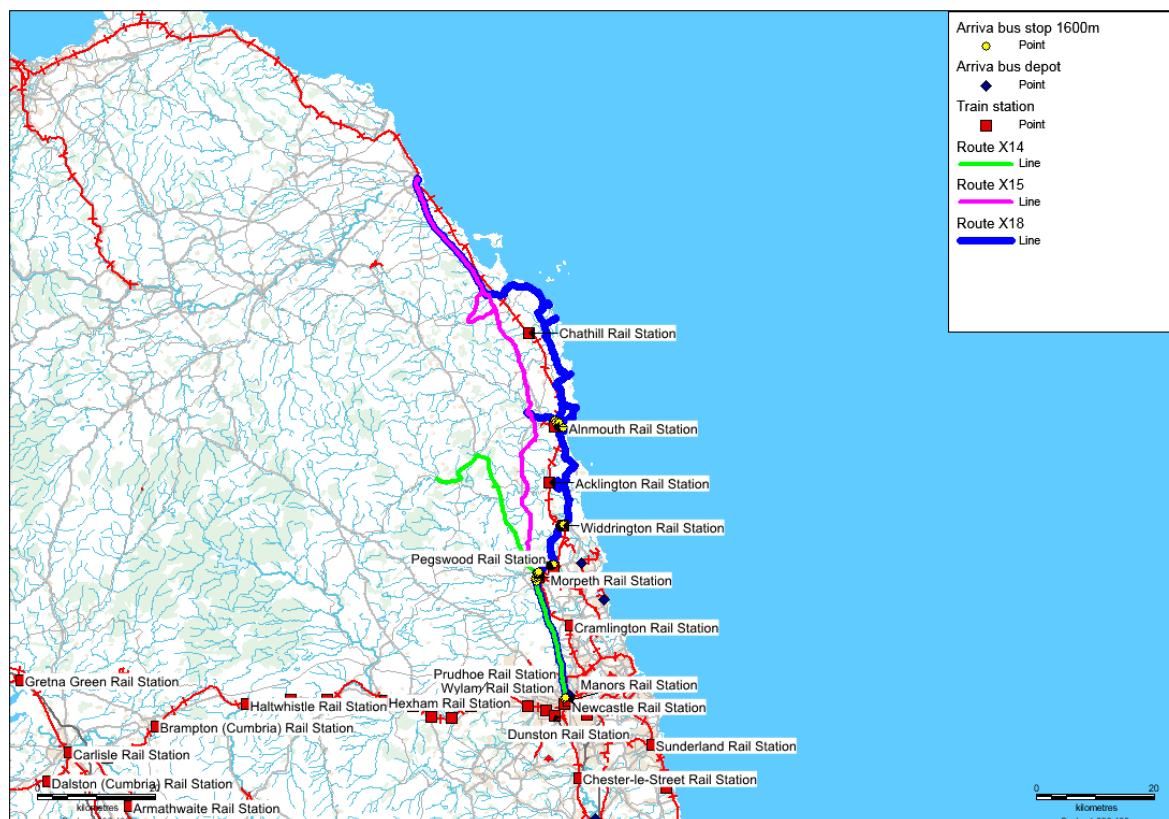 Arriva bus stop 1600m
Point
Arriva bus depot
Point
Train station
Point
Route X14
Line
Route X15
Line
Route X18
Line
Chathill Rail Station
Alnmouth Rail Station
Acklington Rail Station
Widdrington Rail Station
Pegswood Rail Station
Morpeth Rail Station
Cramlington Rail Station
Prudhoe Rail Station
Wylam Rail Station
Manors Rail Station
Gretna Green Rail Station
Haltwhistle Rail Station
Hexham Rail Station
Newcastle Rail Station
Brampton (Cumbria) Rail Station
Dunston Rail Station
Carlisle Rail Station
Sunderland Rail Station
Dalston (Cumbria) Rail Station
Chester-le-Street Rail Station
0
kilometres
Armathwaite Rail Station
0 20
kilometres